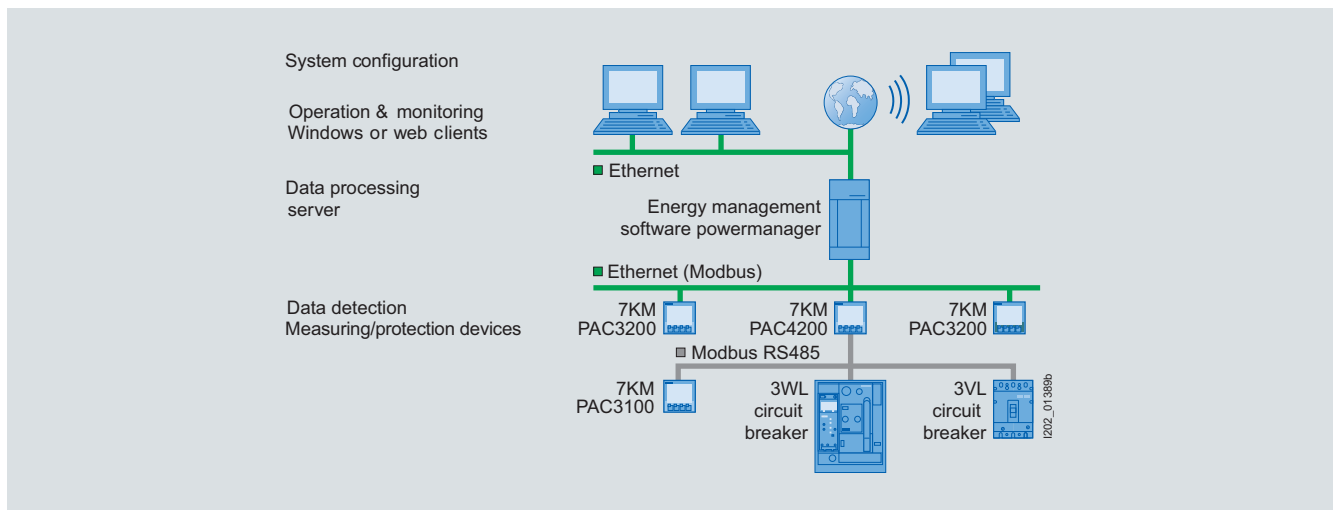 System configuration
Operation & monitoring
Windows or web clients
Ethernet
Data processing
server
Energy management
software powermanager
Ethernet (Modbus)
Data detection
Measuring/protection devices
7KM
PAC3200
7KM
PAC4200
7KM
PAC3200
Modbus RS485
7KM
PAC3100
3WL
circuit
breaker
3VL
circuit
breaker
I202_01389b